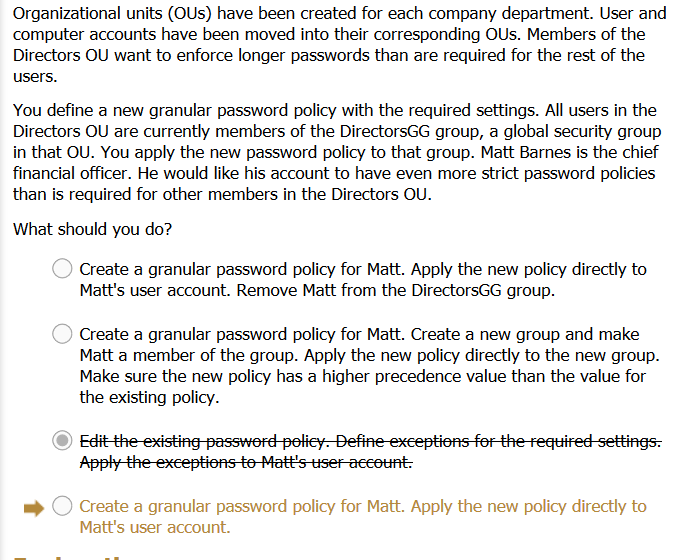 Organizational units (OUs) have been created for each company department. User and
computer accounts have been moved into their corresponding OUs. Members of the
Directors OU want to enforce longer passwords than are required for the rest of the
users.
You define a new granular password policy with the required settings. All users in the
Directors OU are currently members of the DirectorsGG group, a global security group
in that OU. You apply the new password policy to that group. Matt Barnes is the chief
financial officer. He would like his account to have even more strict password policies
than is required for other members in the Directors OU.
What should you do?
Create a granular password policy for Matt. Apply the new policy directly to
Matt's user account. Remove Matt from the DirectorsGG group.
Create a granular password policy for Matt. Create a new group and make
Matt a member of the group. Apply the new policy directly to the new group.
Make sure the new policy has a higher precedence value than the value for
the existing policy.
Edit the existing password policy. Define exceptions for the required settings.
Apply the exceptions to Matt's user account.
Create a granular password policy for Matt. Apply the new policy directly to
Matt's user account.